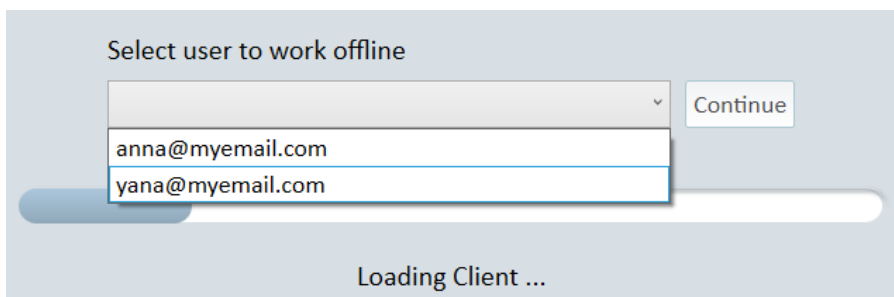 Select user to work offline
Continue
anna@myemail.com
yana@myemail.com
Loading Client ...